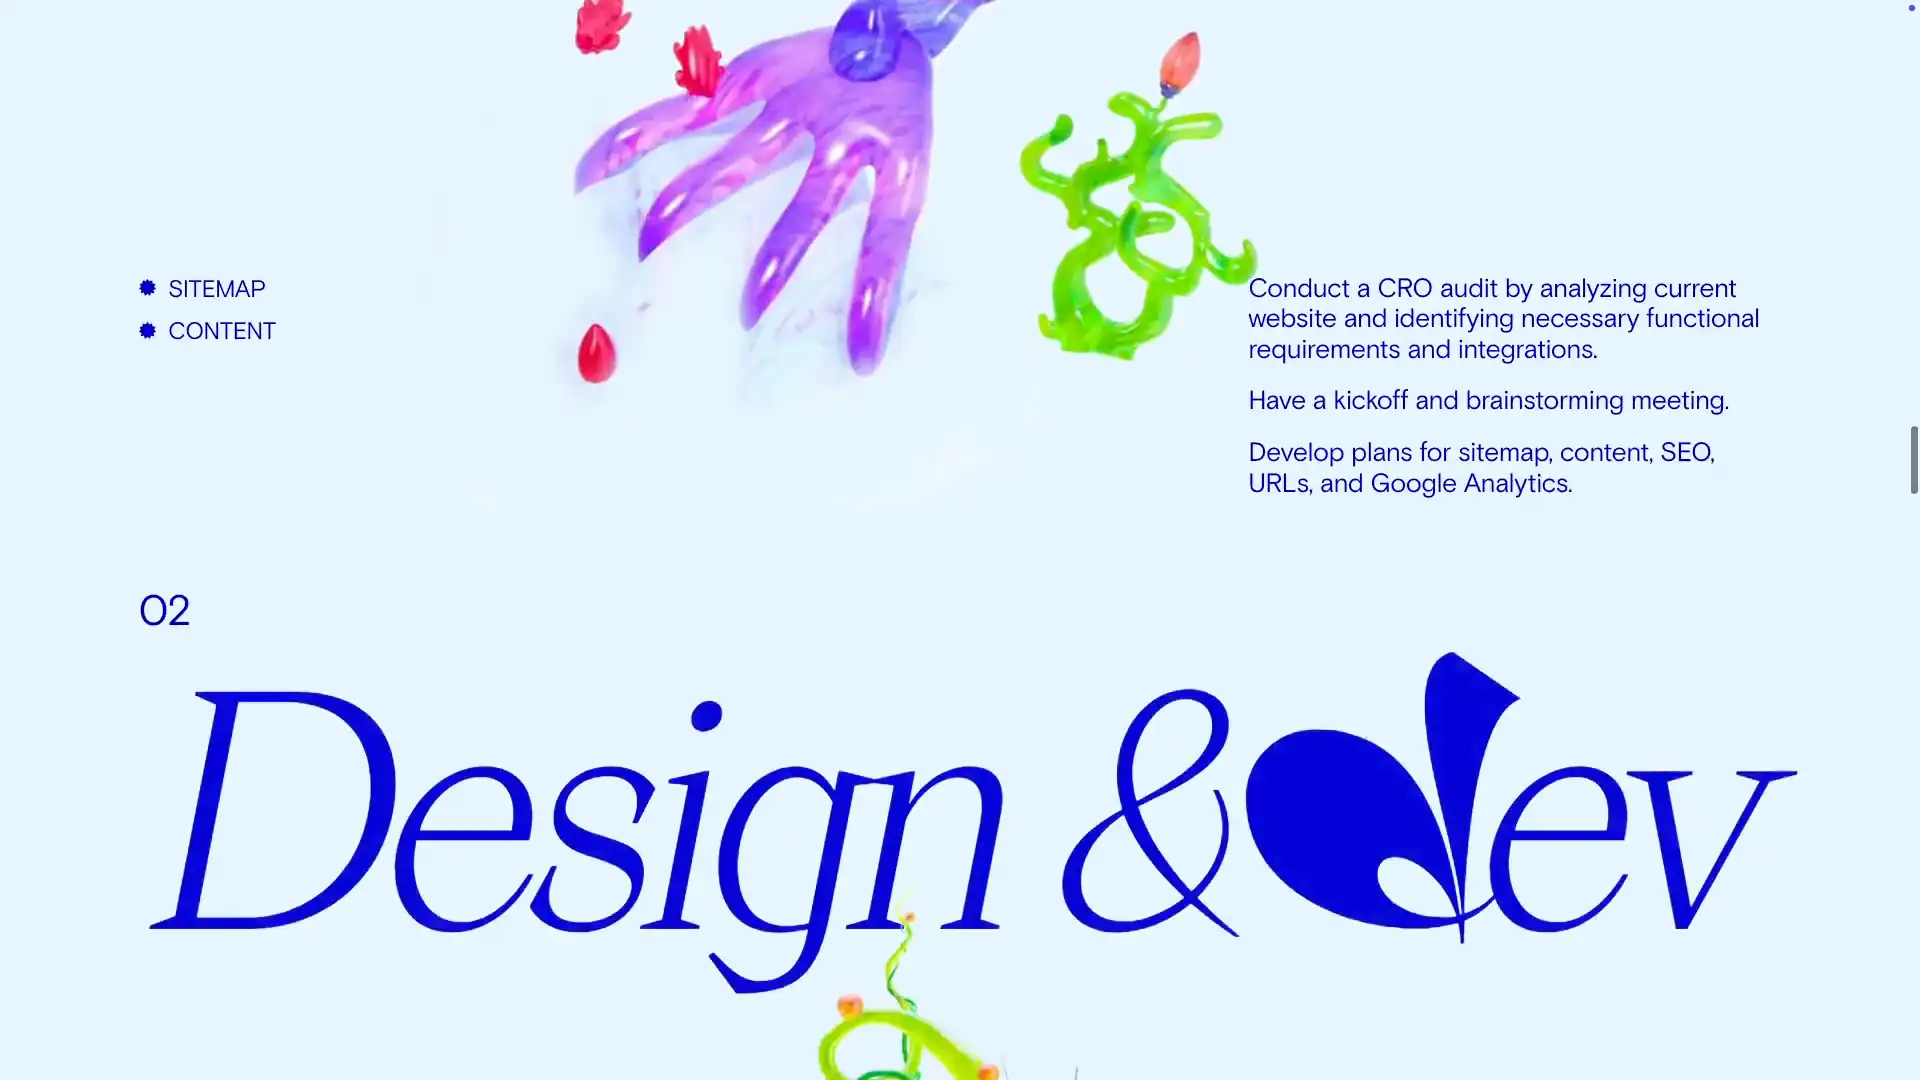 SITEMAP
CONTENT
Conduct a CRO audit by analyzing current
website and identifying necessary functional
requirements and integrations.
Have a kickoff and brainstorming meeting.
Develop plans for sitemap, content, SEO,
URLs, and Google Analytics.
02
Design & dev